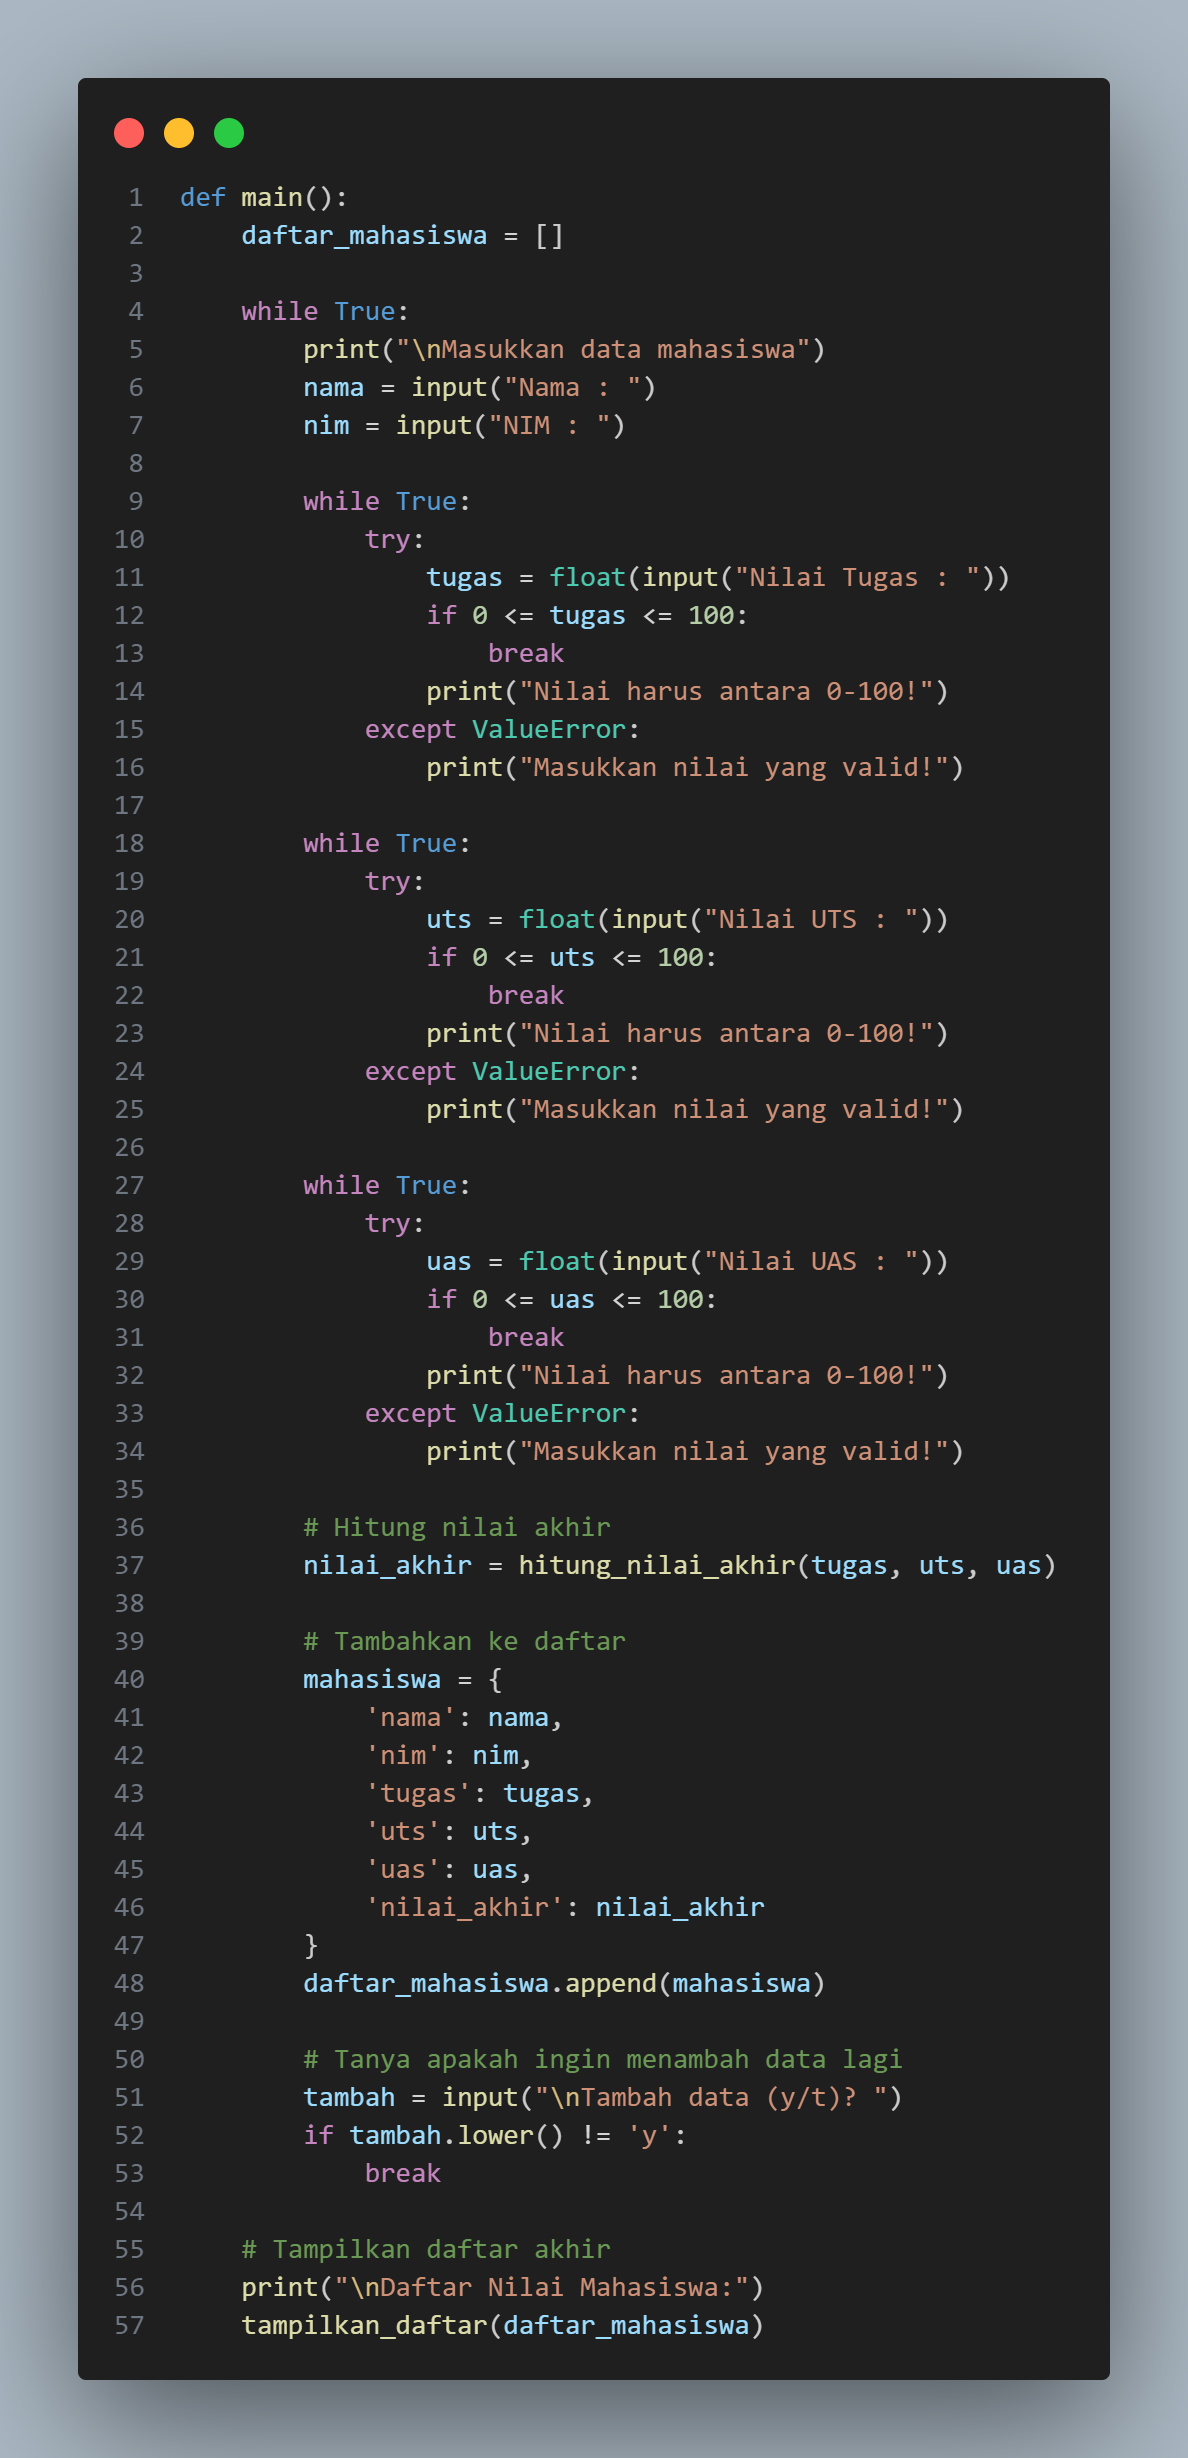 1 def main():
2     daftar_mahasiswa = []
3
4     while True:
5         print("\nMasukkan data mahasiswa")
6         nama = input("Nama : ")
7         nim = input("NIM : ")
8
9         while True:
10             try:
11                 tugas = float(input("Nilai Tugas : "))
12                 if 0 <= tugas <= 100:
13                     break
14                 print("Nilai harus antara 0-100!")
15             except ValueError:
16                 print("Masukkan nilai yang valid!")
17
18         while True:
19             try:
20                 uts = float(input("Nilai UTS : "))
21                 if 0 <= uts <= 100:
22                     break
23                 print("Nilai harus antara 0-100!")
24             except ValueError:
25                 print("Masukkan nilai yang valid!")
26
27         while True:
28             try:
29                 uas = float(input("Nilai UAS : "))
30                 if 0 <= uas <= 100:
31                     break
32                 print("Nilai harus antara 0-100!")
33             except ValueError:
34                 print("Masukkan nilai yang valid!")
35
36         # Hitung nilai akhir
37         nilai_akhir = hitung_nilai_akhir(tugas, uts, uas)
38
39         # Tambahkan ke daftar
40         mahasiswa = {
41             'nama': nama,
42             'nim': nim,
43             'tugas': tugas,
44             'uts': uts,
45             'uas': uas,
46             'nilai_akhir': nilai_akhir
47         }
48         daftar_mahasiswa.append(mahasiswa)
49
50         # Tanya apakah ingin menambah data lagi
51         tambah = input("\nTambah data (y/t)? ")
52         if tambah.lower() != 'y':
53             break
54
55     # Tampilkan daftar akhir
56     print("\nDaftar Nilai Mahasiswa:")
57     tampilkan_daftar(daftar_mahasiswa)